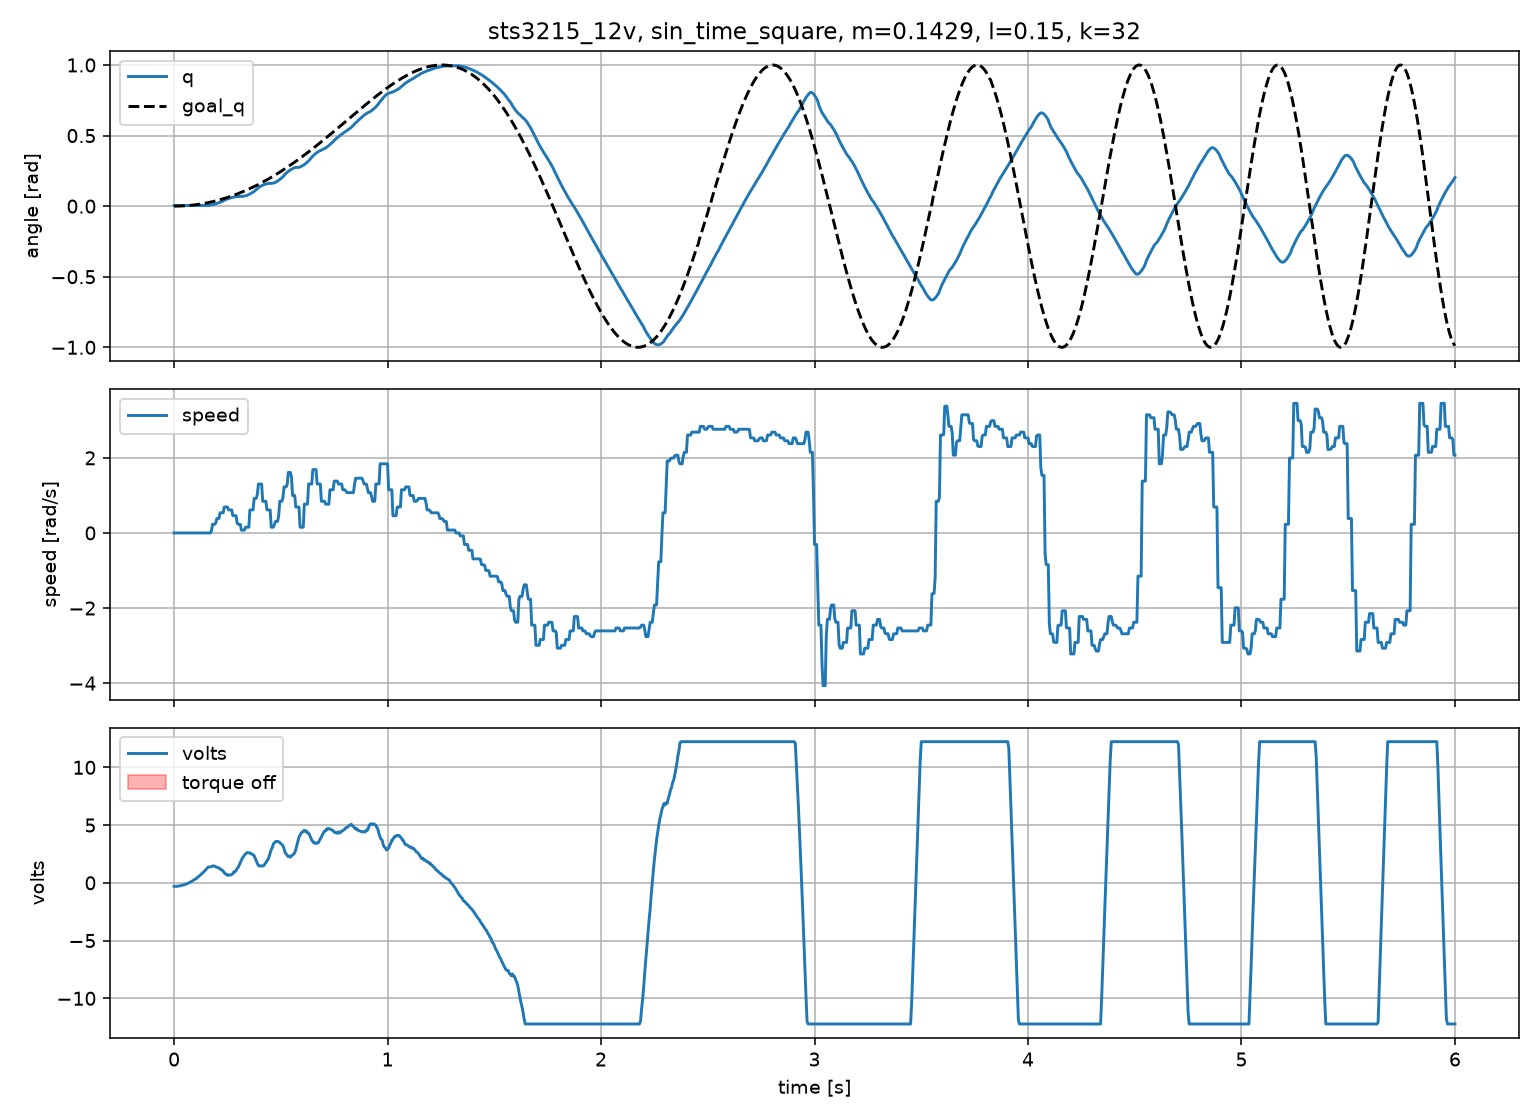 sts3215_12v, sin_time_square, m=0.1429, l=0.15, k=32
q
goal_q
angle [rad]
1.0
0.5
0.0
−0.5
−1.0
speed
speed [rad/s]
2
0
−2
−4
volts
torque off
volts
10
5
0
−5
−10
0 1 2 3 4 5 6
time [s]